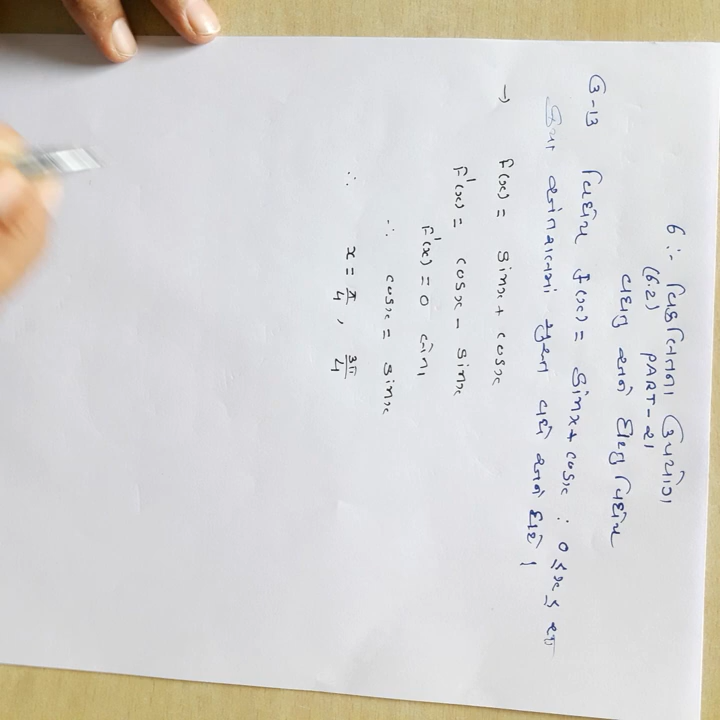 6 :- વિકલિતના ઉપયોગ
(6.2) PART-21
વધતુ અને ઘટતુ વિધેય
ઉ-13 વિધેય f(x) = sinx + cosx : 0 ≤ x ≤ 2π
કયા અંતરાલમાં ચુસ્ત વધે અને ઘટે !
→ f(x) = sinx + cosx
f'(x) = cosx - sinx
f'(x) = 0 લેતા
∴ cosx = sinx
∴ x = π/4 , 3π/4